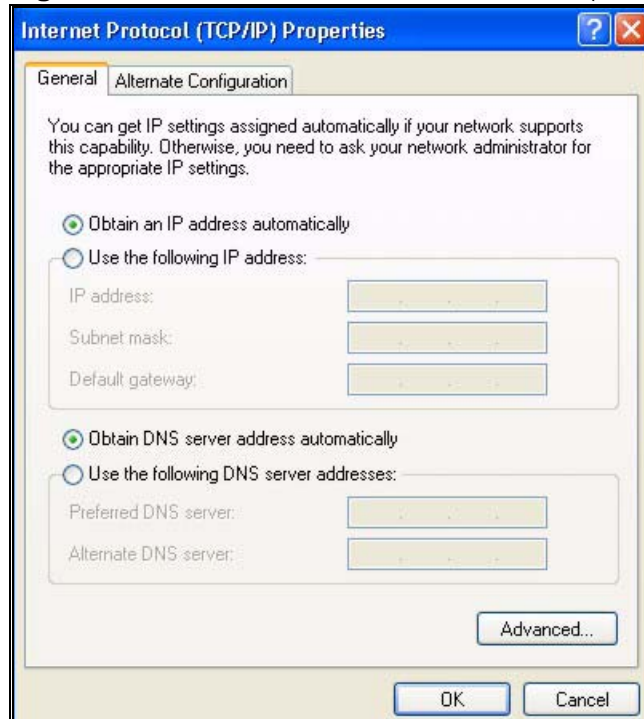 Internet Protocol (TCP/IP) Properties
General
Alternate Configuration
You can get IP settings assigned automatically if your network supports
this capability. Otherwise, you need to ask your network administrator for
the appropriate IP settings.
Obtain an IP address automatically
Use the following IP address:
IP address:
Subnet mask:
Default gateway:
Obtain DNS server address automatically
Use the following DNS server addresses:
Preferred DNS server:
Alternate DNS server:
Advanced...
OK
Cancel